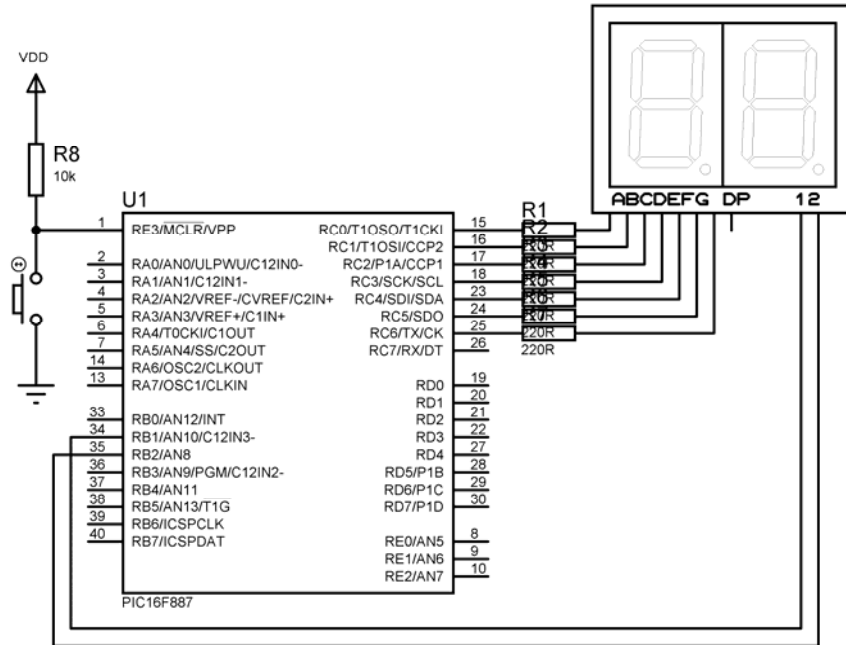 VDD
R8
10k
U1
ABCDEFG DP 12
R1
R2
R7
220R
220R
1 RE3/MCLR/VPP
2 RA0/AN0/ULPWU/C12IN0-
3 RA1/AN1/C12IN1-
4 RA2/AN2/VREF-/CVREF/C2IN+
5 RA3/AN3/VREF+/C1IN+
6 RA4/T0CKI/C1OUT
7 RA5/AN4/SS/C2OUT
14 RA6/OSC2/CLKOUT
13 RA7/OSC1/CLKIN
33 RB0/AN12/INT
34 RB1/AN10/C12IN3-
35 RB2/AN8
36 RB3/AN9/PGM/C12IN2-
37 RB4/AN11
38 RB5/AN13/T1G
39 RB6/ICSPCLK
40 RB7/ICSPDAT
RC0/T1OSO/T1CKI 15
RC1/T1OSI/CCP2 16
RC2/P1A/CCP1 17
RC3/SCK/SCL 18
RC4/SDI/SDA 23
RC5/SDO 24
RC6/TX/CK 25
RC7/RX/DT 26
RD0 19
RD1 20
RD2 21
RD3 22
RD4 27
RD5/P1B 28
RD6/P1C 29
RD7/P1D 30
RE0/AN5 8
RE1/AN6 9
RE2/AN7 10
PIC16F887